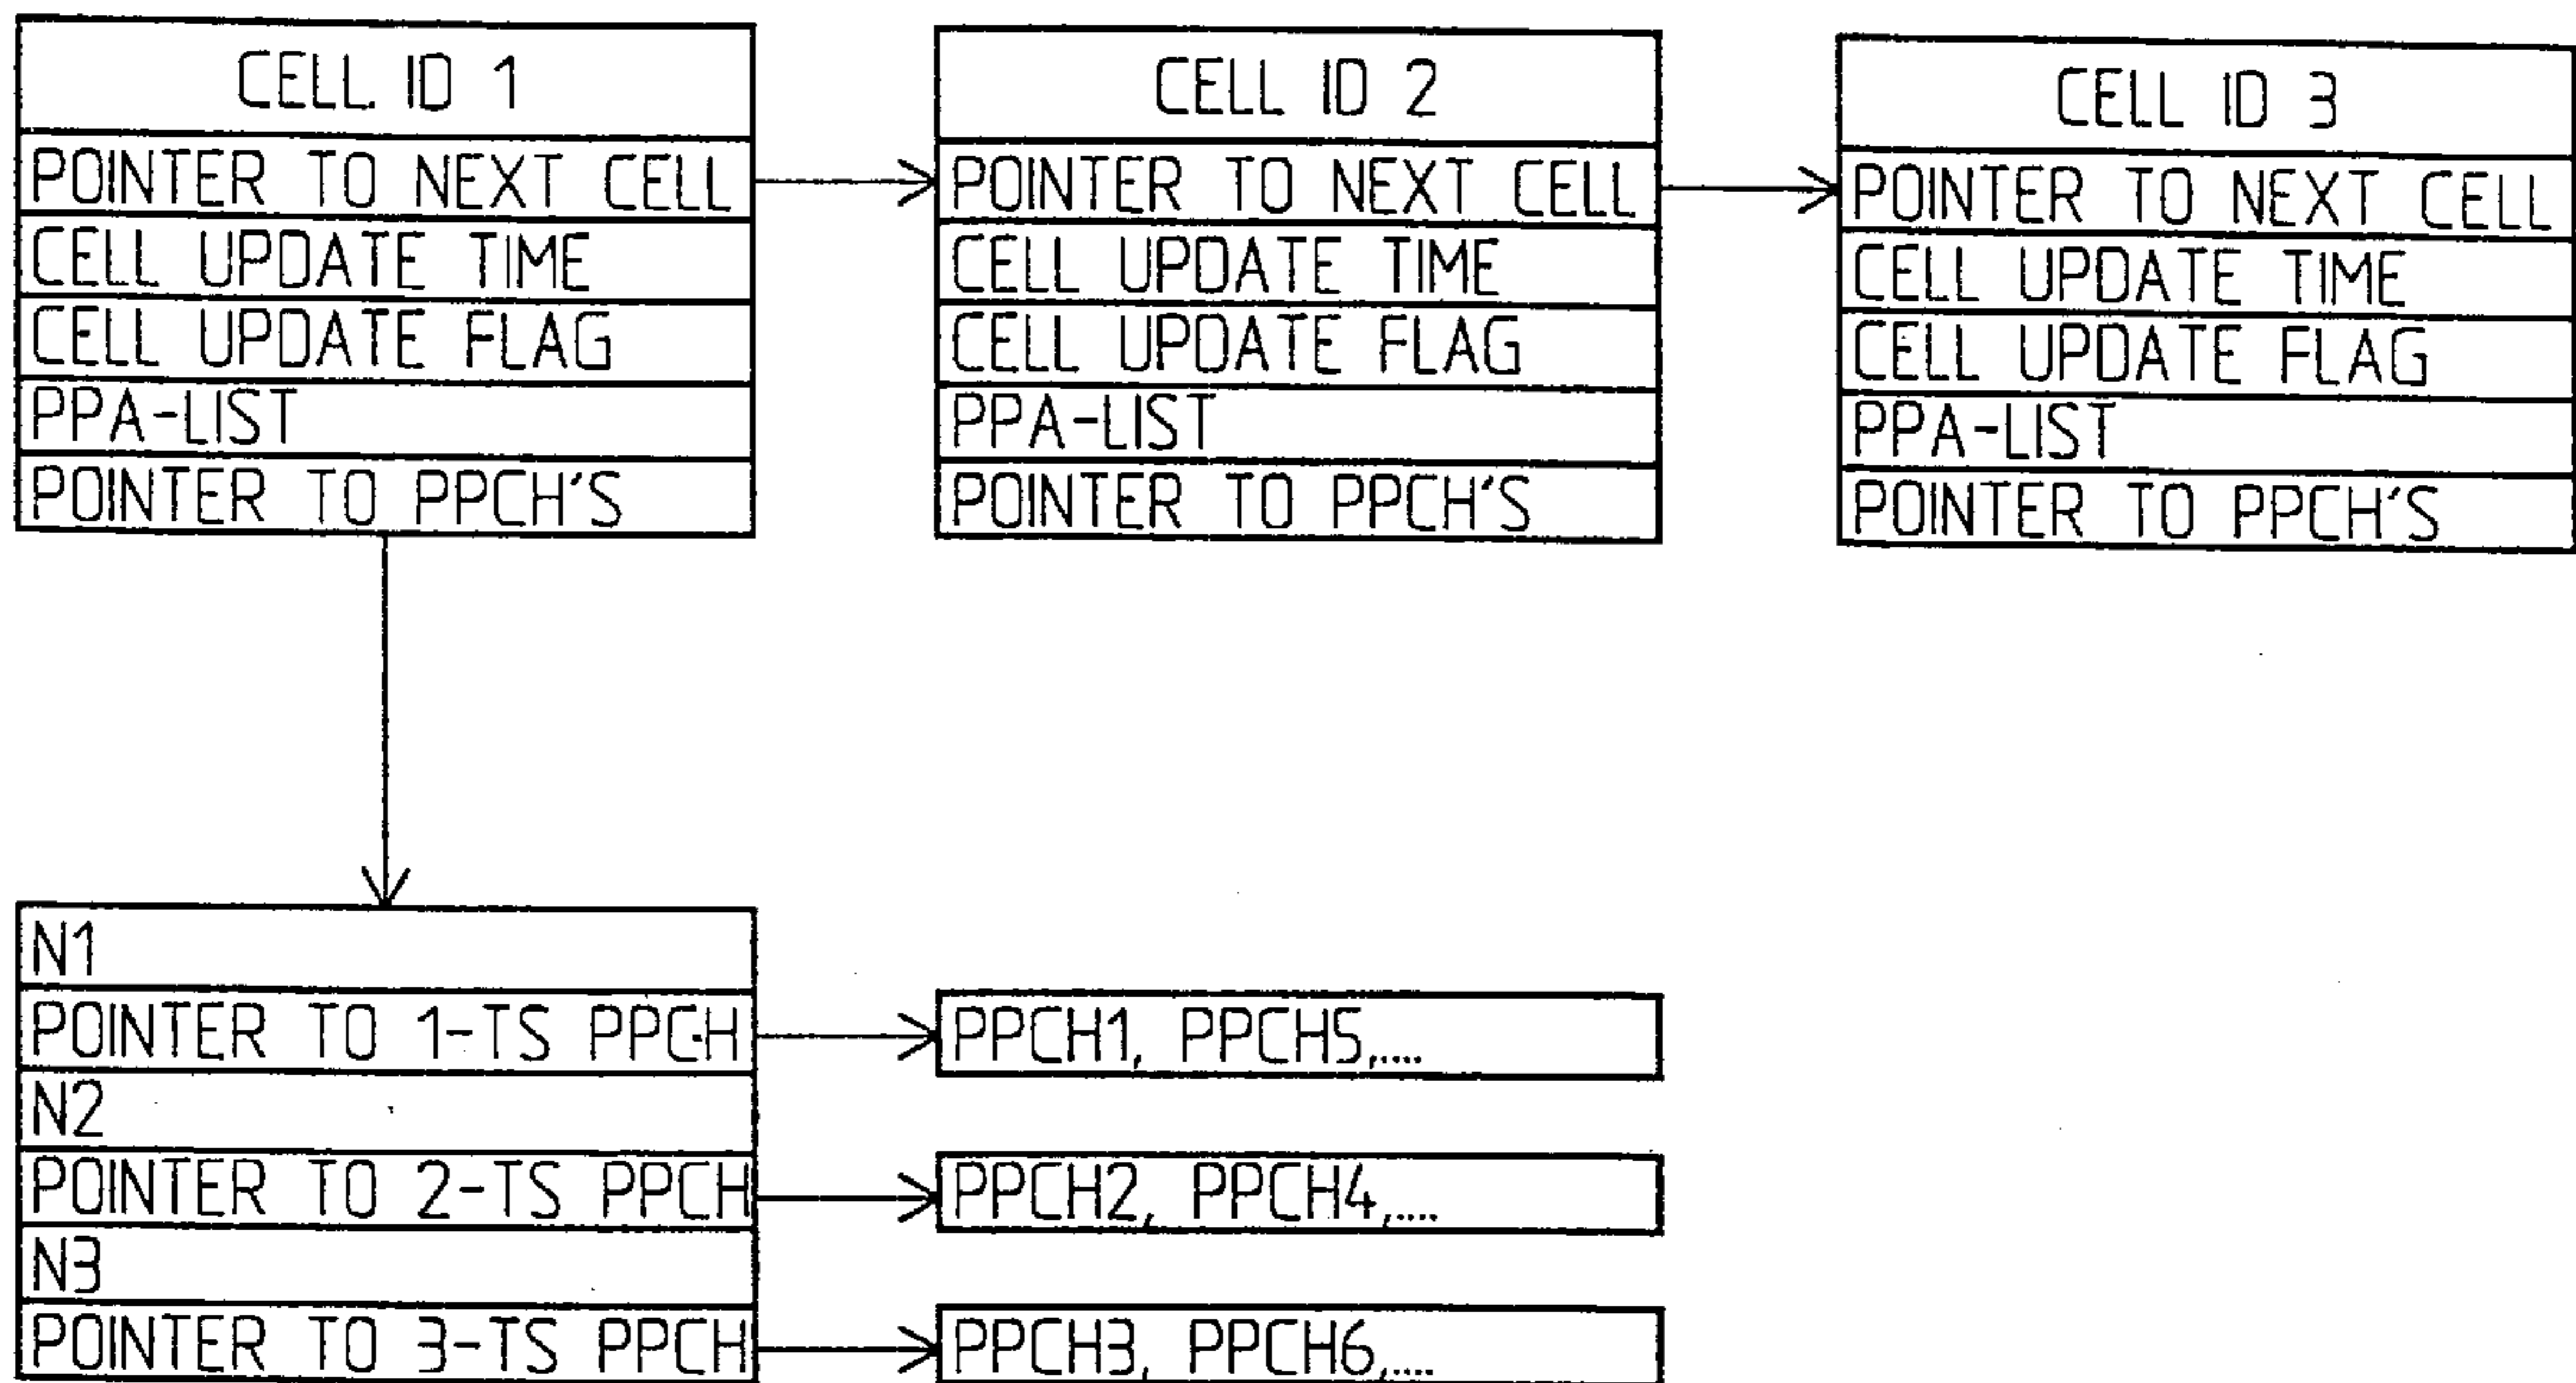 CELL ID 1
POINTER TO NEXT CELL
CELL UPDATE TIME
CELL UPDATE FLAG
PPA-LIST
POINTER TO PPCH'S
CELL ID 2
POINTER TO NEXT CELL
CELL UPDATE TIME
CELL UPDATE FLAG
PPA-LIST
POINTER TO PPCH'S
CELL ID 3
POINTER TO NEXT CELL
CELL UPDATE TIME
CELL UPDATE FLAG
PPA-LIST
POINTER TO PPCH'S
N1
POINTER TO 1-TS PPCH
N2
POINTER TO 2-TS PPCH
N3
POINTER TO 3-TS PPCH
PPCH1, PPCH5,....
PPCH2, PPCH4,....
PPCH3, PPCH6,....